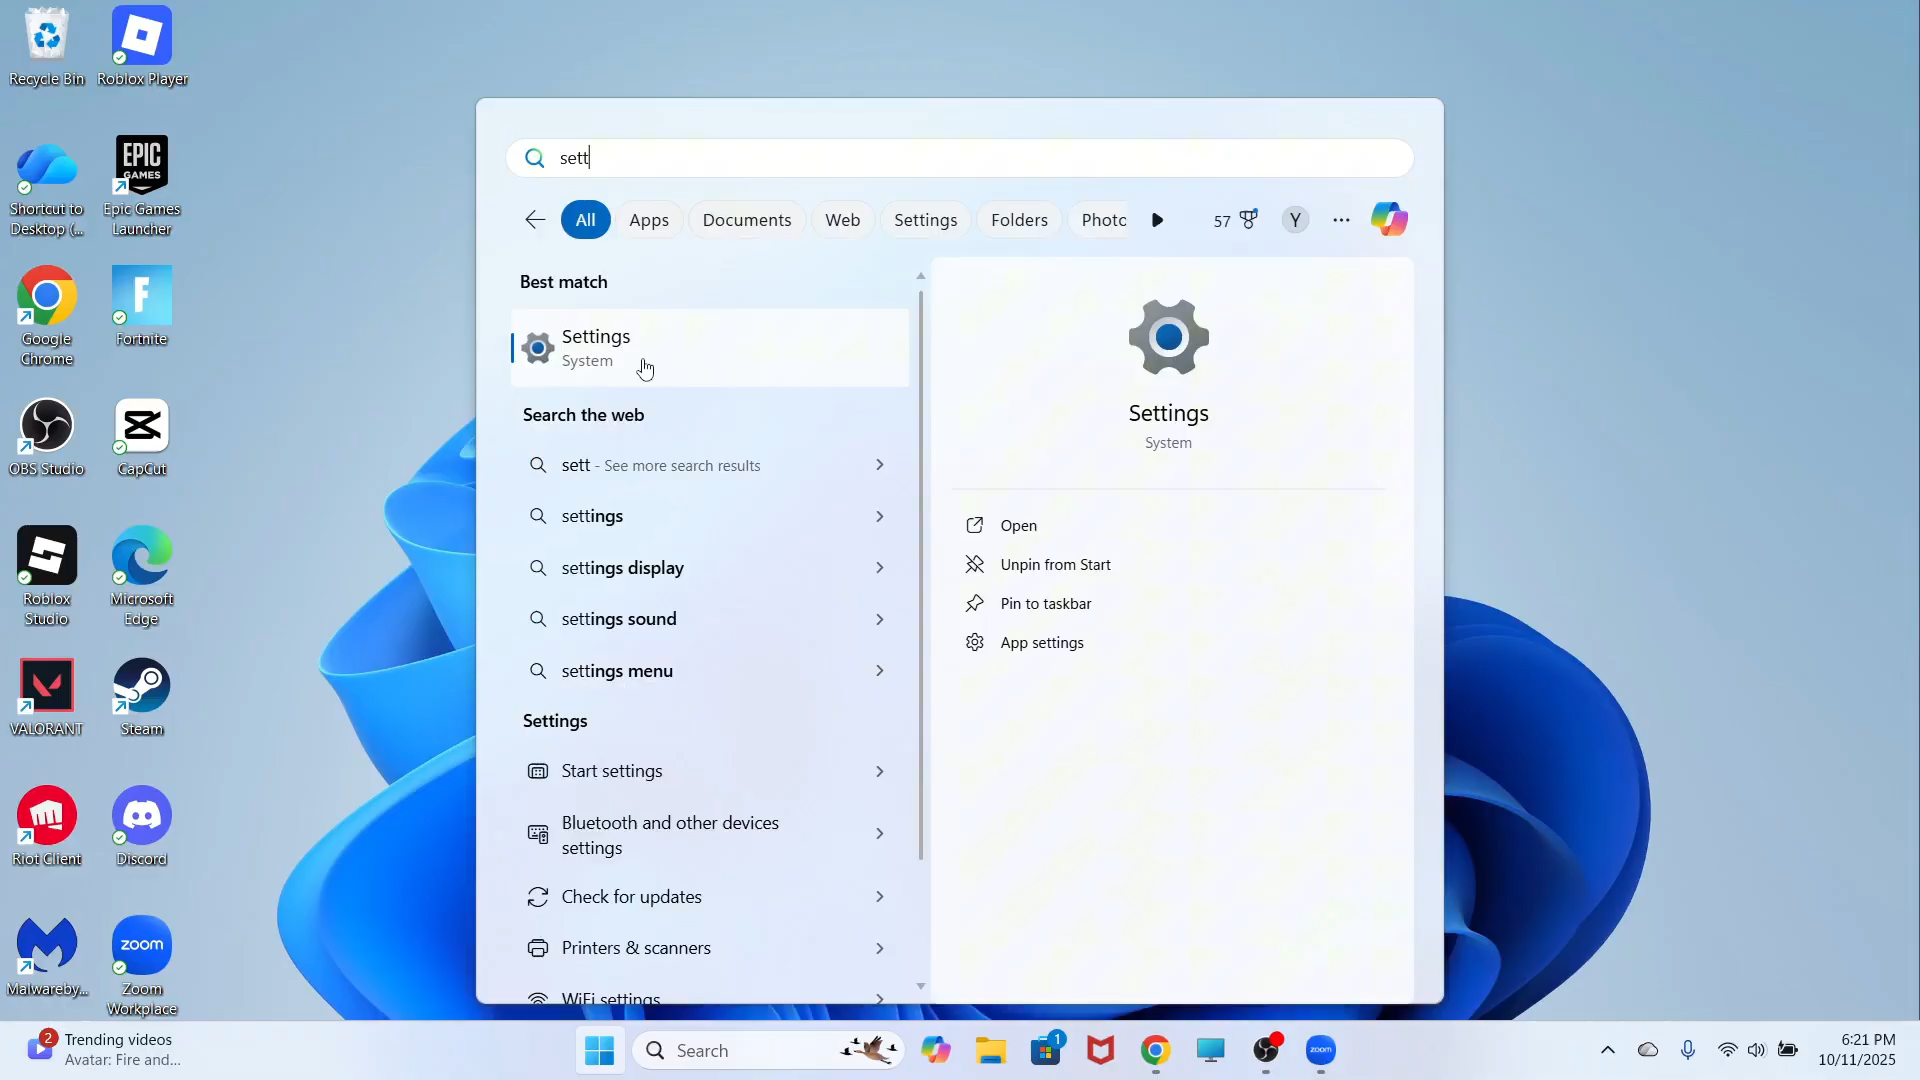 Recycle Bin
Roblox Player
Shortcut to
Desktop (...
EPIC
GAMES
Epic Games
Launcher
Google
Chrome
Fortnite
OBS Studio
CapCut
Roblox
Studio
Microsoft
Edge
VALORANT
Steam
Riot Client
Discord
Malwareby...
zoom
Zoom
Workplace
sett
All
Apps
Documents
Web
Settings
Folders
Photo
57
Y
Best match
Settings
System
Search the web
sett - See more search results
settings
settings display
settings sound
settings menu
Settings
Start settings
Bluetooth and other devices
settings
Check for updates
Printers & scanners
WiFi settings
Settings
System
Open
Unpin from Start
Pin to taskbar
App settings
2
Trending videos
Avatar: Fire and...
Search
1
zoom
6:21 PM
10/11/2025